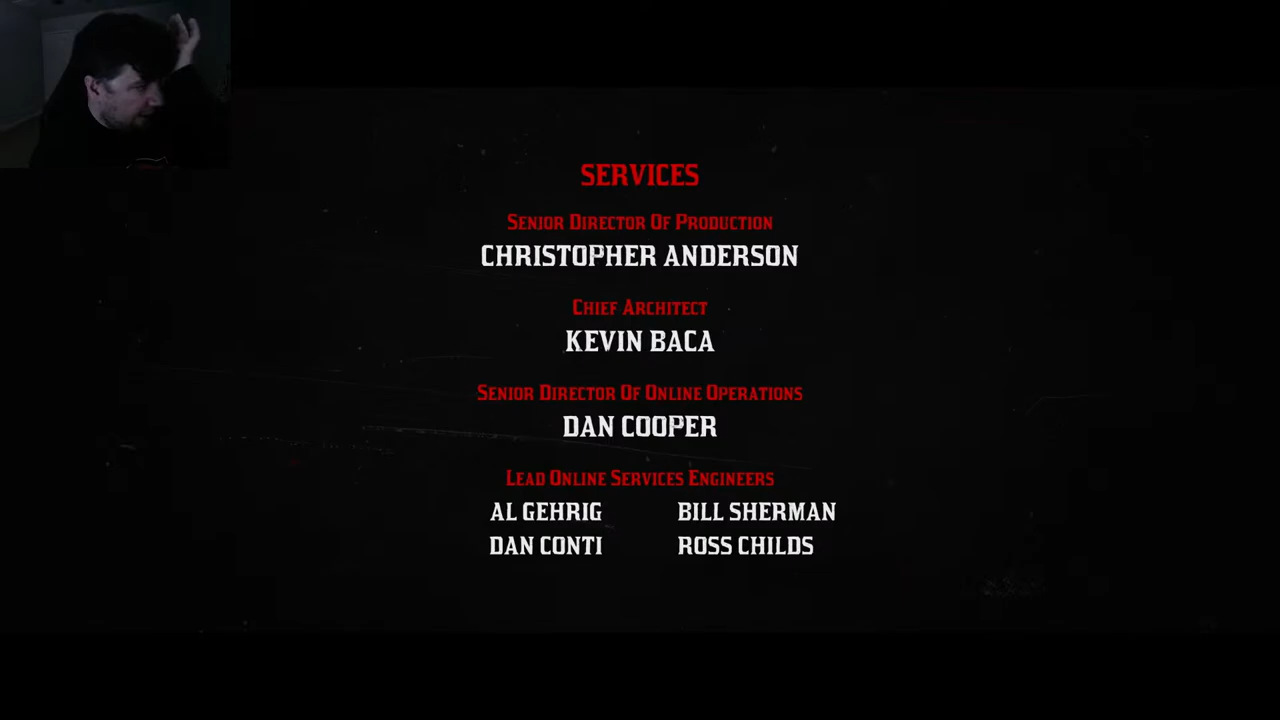 SERVICES
SENIOR DIRECTOR OF PRODUCTION
CHRISTOPHER ANDERSON
CHIEF ARCHITECT
KEVIN BACA
SENIOR DIRECTOR OF ONLINE OPERATIONS
DAN COOPER
LEAD ONLINE SERVICES ENGINEERS
AL GEHRIG BILL SHERMAN
DAN CONTI ROSS CHILDS